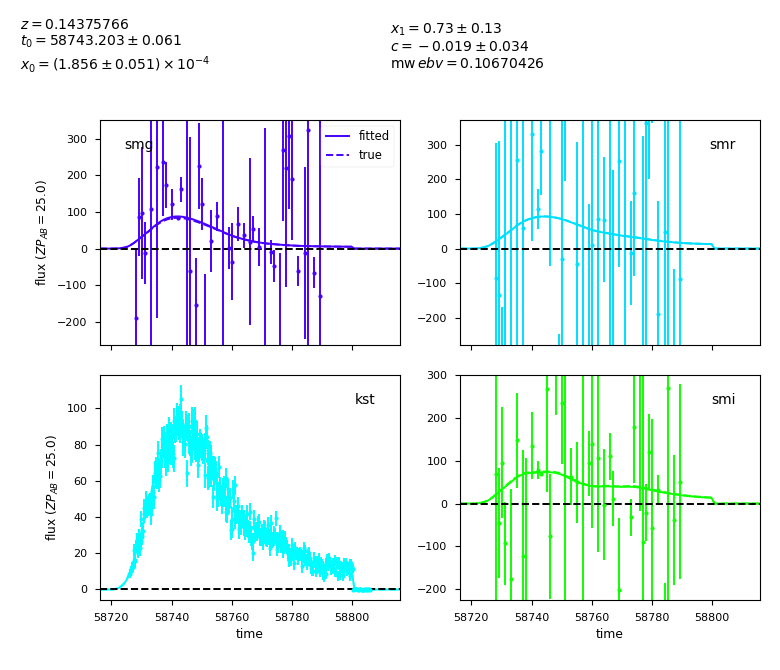 z = 0.14375766
t₀ = 58743.203 ± 0.061
x₀ = (1.856 ± 0.051) × 10⁻⁴
x₁ = 0.73 ± 0.13
c = −0.019 ± 0.034
mw ebv = 0.10670426
smg
fitted
true
300
200
100
0
−100
−200
flux (ZP_AB = 25.0)
smr
300
200
100
0
−100
−200
kst
100
80
60
40
20
0
flux (ZP_AB = 25.0)
58720 58740 58760 58780 58800
time
smi
300
200
100
0
−100
−200
58720 58740 58760 58780 58800
time